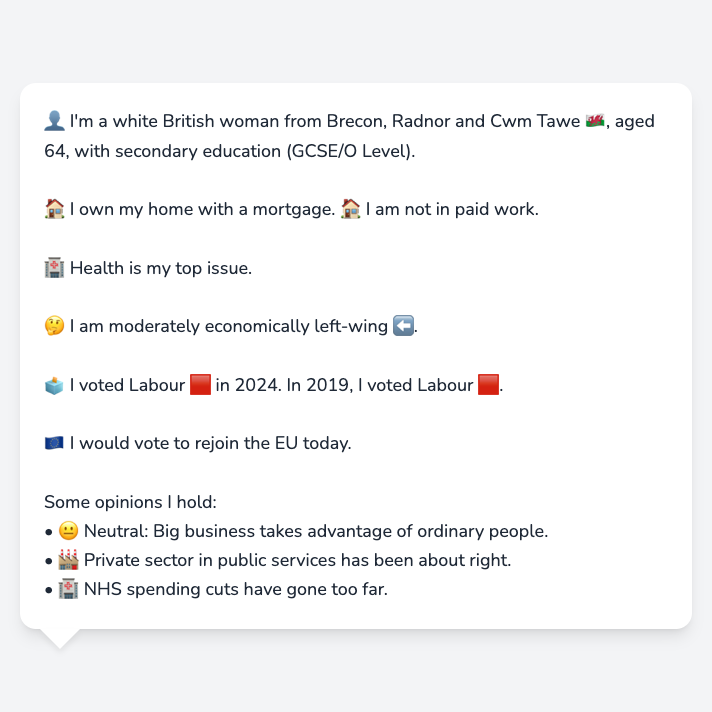 👤 I'm a white British woman from Brecon, Radnor and Cwm Tawe 🏴󠁧󠁢󠁷󠁬󠁳󠁿, aged
64, with secondary education (GCSE/O Level).
🏠 I own my home with a mortgage. 🏠 I am not in paid work.
🏥 Health is my top issue.
🤔 I am moderately economically left-wing ⬅️.
🗳️ I voted Labour 🟥 in 2024. In 2019, I voted Labour 🟥.
🇪🇺 I would vote to rejoin the EU today.
Some opinions I hold:
• 😐 Neutral: Big business takes advantage of ordinary people.
• 🏭 Private sector in public services has been about right.
• 🏥 NHS spending cuts have gone too far.